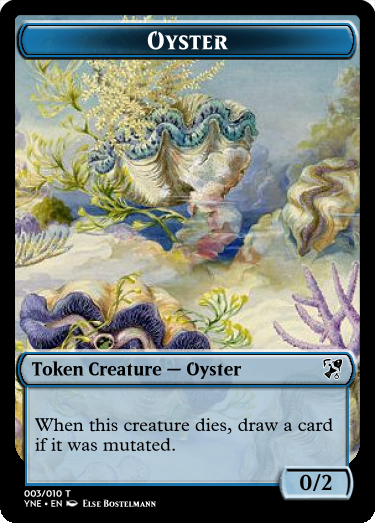 Oyster
Token Creature — Oyster
When this creature dies, draw a card
if it was mutated.
0/2
003/010 T
YNE • EN Else Bostelmann